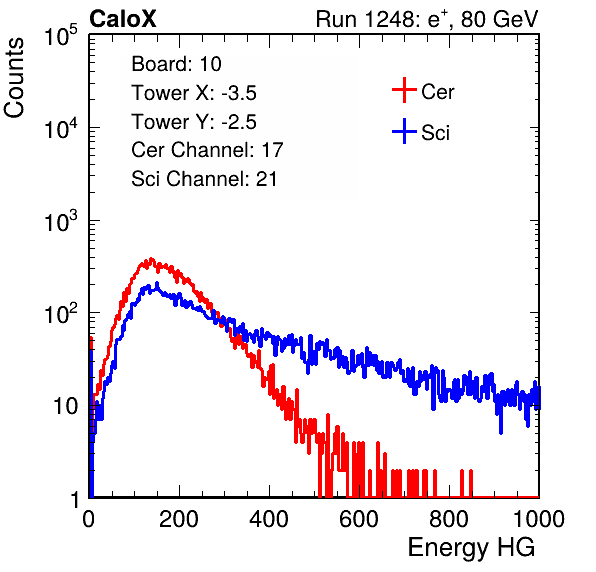 CaloX Run 1248: e⁺, 80 GeV
Counts
Board: 10
Tower X: -3.5
Tower Y: -2.5
Cer Channel: 17
Sci Channel: 21
Cer
Sci
10⁵
10⁴
10³
10²
10
1
0 200 400 600 800 1000
Energy HG